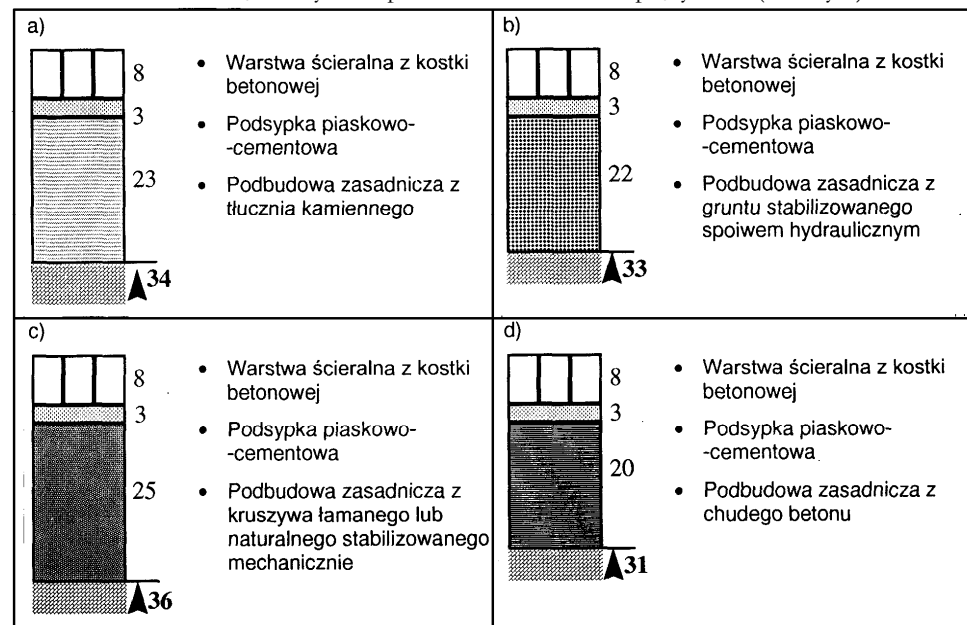 a)
8
3
23
34
• Warstwa ścieralna z kostki
betonowej
• Podsypka piaskowo-
-cementowa
• Podbudowa zasadnicza z
tłucznia kamiennego
b)
8
3
22
33
• Warstwa ścieralna z kostki
betonowej
• Podsypka piaskowo-
-cementowa
• Podbudowa zasadnicza z
gruntu stabilizowanego
spoiwem hydraulicznym
c)
8
3
25
36
• Warstwa ścieralna z kostki
betonowej
• Podsypka piaskowo-
-cementowa
• Podbudowa zasadnicza z
kruszywa łamanego lub
naturalnego stabilizowanego
mechanicznie
d)
8
3
20
31
• Warstwa ścieralna z kostki
betonowej
• Podsypka piaskowo-
-cementowa
• Podbudowa zasadnicza z
chudego betonu